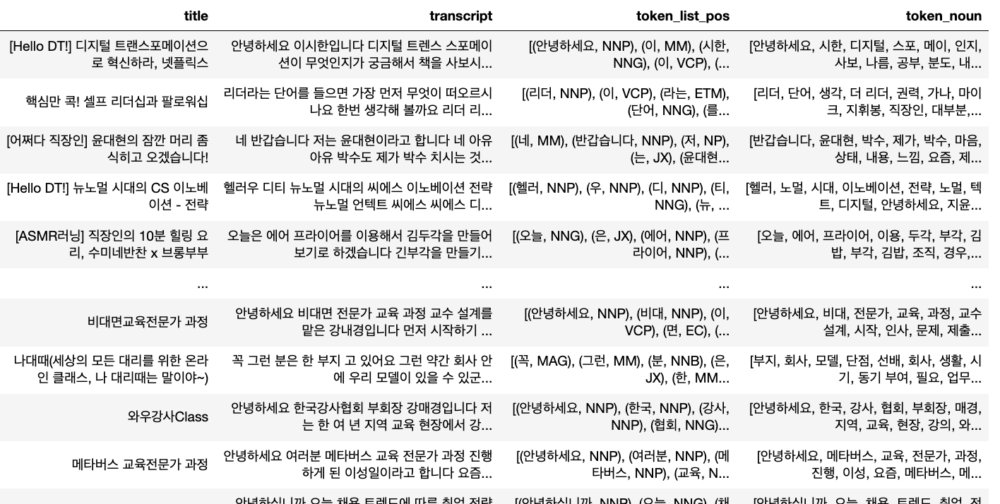 title transcript token_list_pos token_noun
[Hello DT!] 디지털 트랜스포메이션으 안녕하세요 이시한입니다 디지털 트렌스 스포메이 [(안녕하세요, NNP), (이, MM), (시한, [안녕하세요, 시한, 디지털, 스포, 메이, 인지,
로 혁신하라, 넷플릭스 션이 무엇인지가 궁금해서 책을 사보시... NNG), (이, VCP), (... 사보, 나름, 공부, 분도, 내...
핵심만 콕! 셀프 리더십과 팔로워십 리더라는 단어를 들으면 가장 먼저 무엇이 떠오르시 [(리더, NNP), (이, VCP), (라는, ETM), [리더, 단어, 생각, 더 리더, 권력, 가나, 마이
나요 한번 생각해 볼까요 리더 리... (단어, NNG), (를... 크, 지휘봉, 직장인, 대부분,...
[어쩌다 직장인] 윤대현의 잠깐 머리 좀 네 반갑습니다 저는 윤대현이라고 합니다 네 아유 [(네, MM), (반갑습니다, NNP), (저, NP), [반갑습니다, 윤대현, 박수, 제가, 박수, 마음,
식히고 오겠습니다! 아유 박수도 제가 박수 치시는 것... (는, JX), (윤대현... 상태, 내용, 느낌, 요즘, 제...
[Hello DT!] 뉴노멀 시대의 CS 이노베 헬러우 디티 뉴노멀 시대의 씨에스 이노베이션 전략 [(헬러, NNP), (우, NNP), (디, NNP), (티, [헬러, 노멀, 시대, 이노베이션, 전략, 노멀, 텍
이션 - 전략 뉴노멀 언텍트 씨에스 씨에스 디... NNG), (뉴, ... 트, 디지털, 안녕하세요, 지윤...
[ASMR러닝] 직장인의 10분 힐링 요 오늘은 에어 프라이어를 이용해서 김두각을 만들어 [(오늘, NNG), (은, JX), (에어, NNP), (프 [오늘, 에어, 프라이어, 이용, 두각, 부각, 김
리, 수미네반찬 x 브롱부부 보기로 하겠습니다 긴부각을 만들기... 라이어, NNP), (... 밥, 부각, 김밥, 조직, 경우,...
... ... ... ...
비대면교육전문가 과정 안녕하세요 비대면 전문가 교육 과정 교수 설계를 [(안녕하세요, NNP), (비대, NNP), (이, [안녕하세요, 비대, 전문가, 교육, 과정, 교수
맡은 강내경입니다 먼저 시작하기 ... VCP), (면, EC), (... 설계, 시작, 인사, 문제, 제출...
나대때(세상의 모든 대리를 위한 온라 꼭 그런 분은 한 부지 고 있어요 그런 약간 회사 안 [(꼭, MAG), (그런, MM), (분, NNB), (은, [부지, 회사, 모델, 단점, 선배, 회사, 생활, 시
인 클래스, 나 대리때는 말이야~) 에 우리 모델이 있을 수 있군... JX), (한, MM... 기, 동기 부여, 필요, 업무...
와우강사Class 안녕하세요 한국강사협회 부회장 강매경입니다 저 [(안녕하세요, NNP), (한국, NNP), (강사, [안녕하세요, 한국, 강사, 협회, 부회장, 매경,
는 한 여 년 지역 교육 현장에서 강... NNP), (협회, NNG)... 지역, 교육, 현장, 강의, 와...
메타버스 교육전문가 과정 안녕하세요 여러분 메타버스 교육 전문가 과정 진행 [(안녕하세요, NNP), (여러분, NNP), (메 [안녕하세요, 메타버스, 교육, 전문가, 과정,
하게 된 이성일이라고 합니다 요즘... 타버스, NNP), (교육, N... 진행, 이성, 요즘, 메타버스, 메...
안녕하십니까 오늘 채용 트렌드에 따른 취업 전략 [(안녕하십니까, NNP), (오늘, NNG), (채 [안녕하십니까, 오늘, 채용, 트렌드, 취업, 전